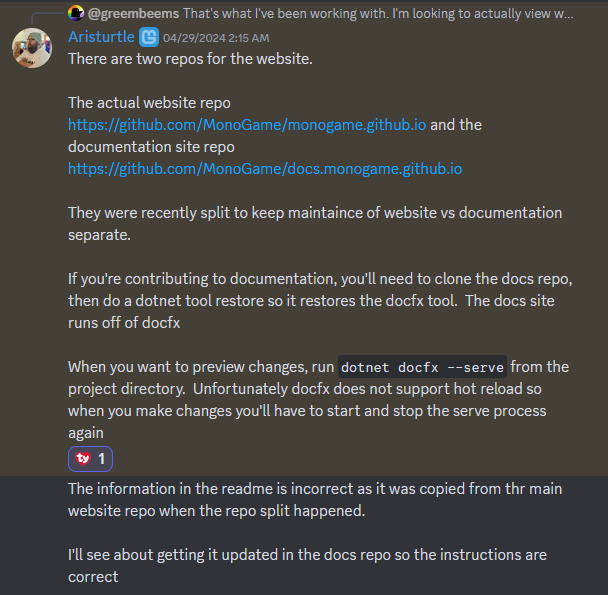 @greembeems That's what I've been working with. I'm looking to actually view w...
Aristurtle 04/29/2024 2:15 AM
There are two repos for the website.
The actual website repo
https://github.com/MonoGame/monogame.github.io and the
documentation site repo
https://github.com/MonoGame/docs.monogame.github.io
They were recently split to keep maintaince of website vs documentation
separate.
If you're contributing to documentation, you'll need to clone the docs repo,
then do a dotnet tool restore so it restores the docfx tool.  The docs site
runs off of docfx
When you want to preview changes, run dotnet docfx --serve from the
project directory.  Unfortunately docfx does not support hot reload so
when you make changes you'll have to start and stop the serve process
again
ty 1
The information in the readme is incorrect as it was copied from thr main
website repo when the repo split happened.
I'll see about getting it updated in the docs repo so the instructions are
correct